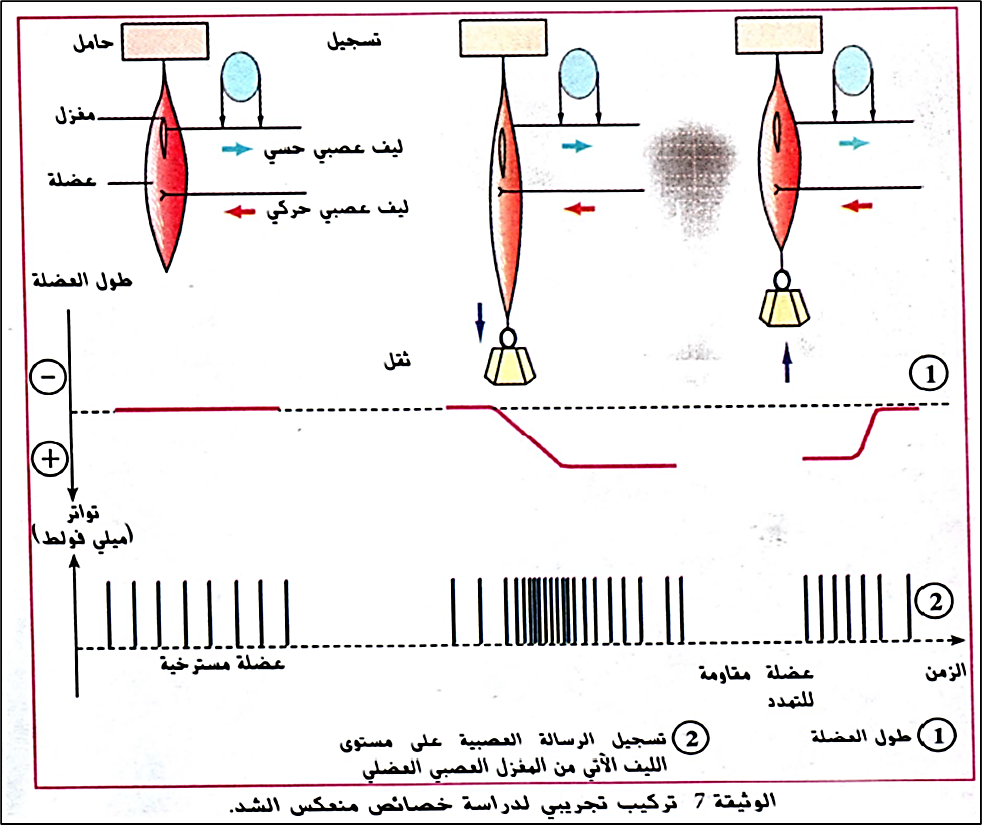 حامل
تسجيل
مغزل
ليف عصبي حسي
عضلة
ليف عصبي حركي
طول العضلة
ثقل
−
1
+
تواتر
(ميلي فولط)
2
عضلة مسترخية
عضلة مقاومة
للتمدد
الزمن
1 طول العضلة
2 تسجيل الرسالة العصبية على مستوى
الليف الآتي من المغزل العصبي العضلي
الوثيقة 7 تركيب تجريبي لدراسة خصائص منعكس الشد.